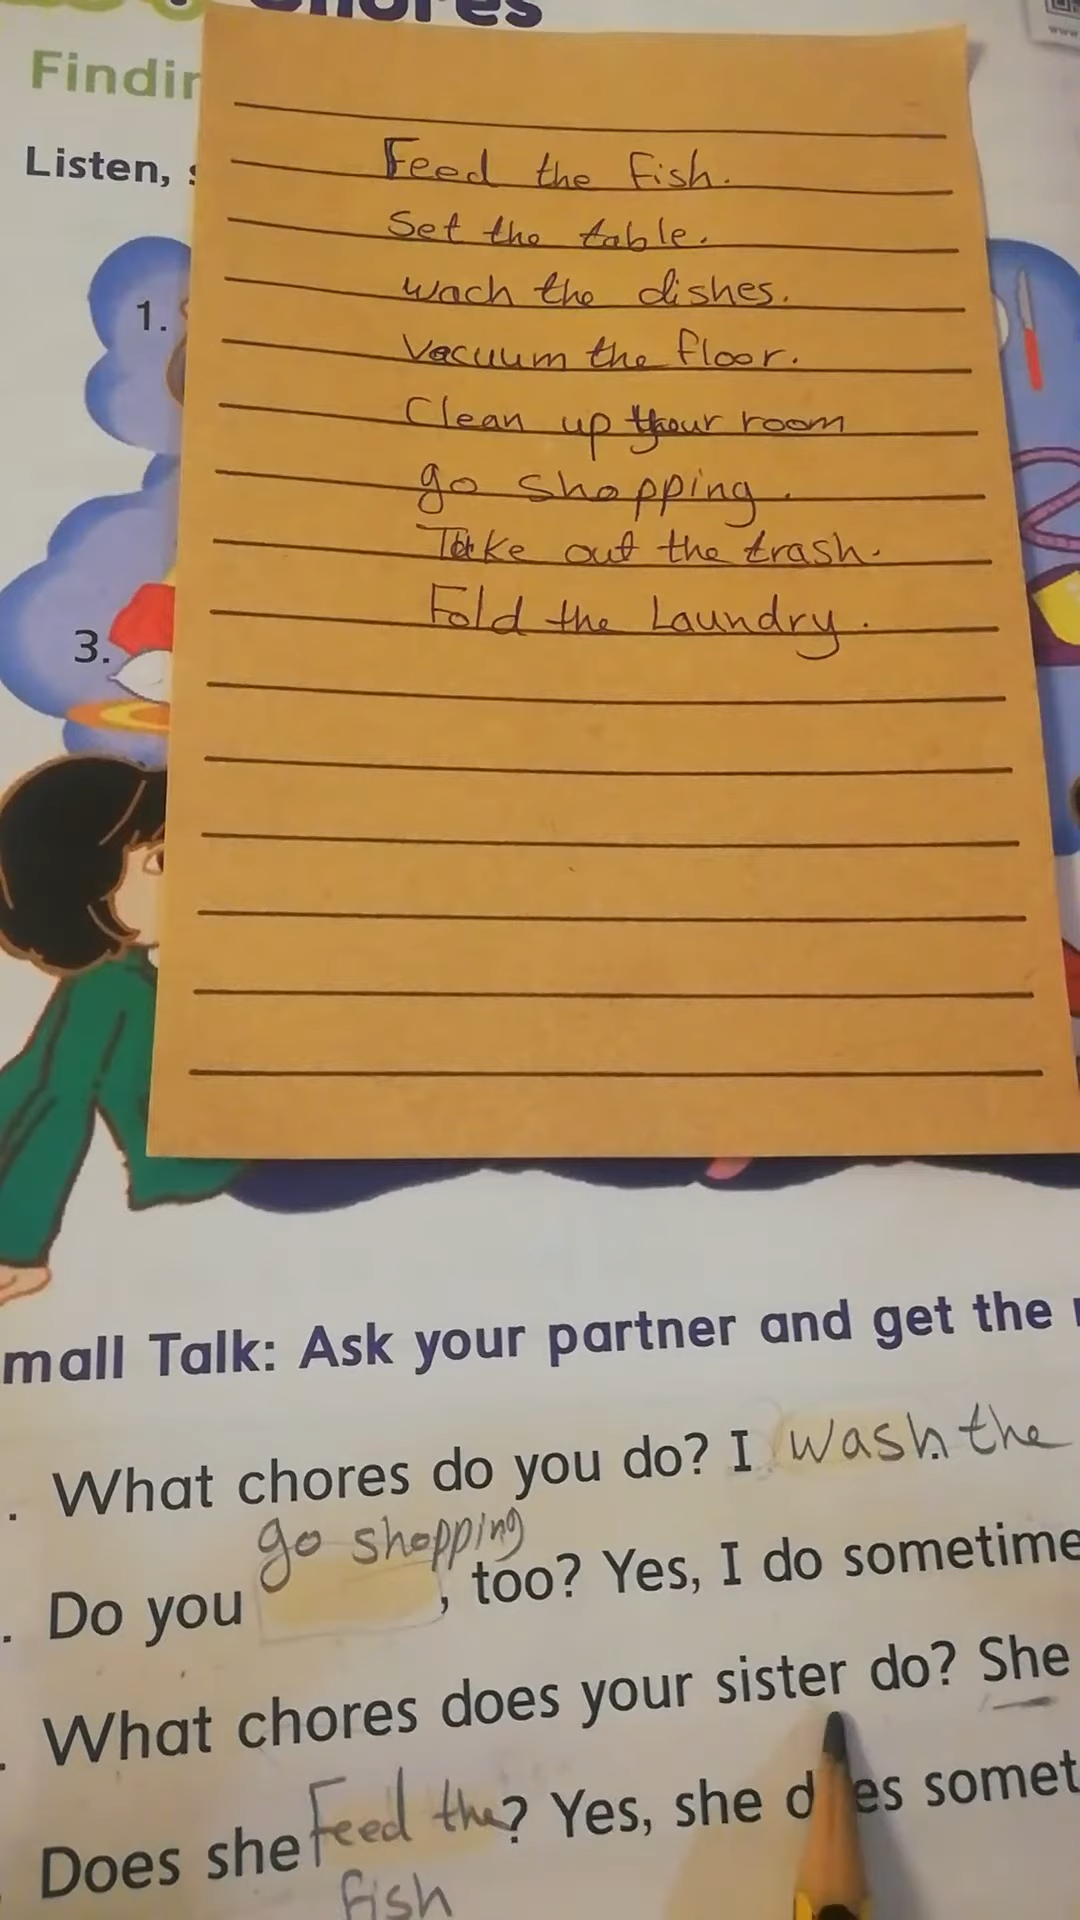 Chores
Findin
Listen,
Feed the fish.
Set the table.
wach the dishes.
1.
Vacuum the floor.
Clean up your room
go shopping.
Take out the trash.
Fold the Laundry.
3.
mall Talk: Ask your partner and get the
. What chores do you do? I wash the
go shopping
. Do you , too? Yes, I do sometime
. What chores does your sister do? She
Does she Feed the? Yes, she does somet
fish